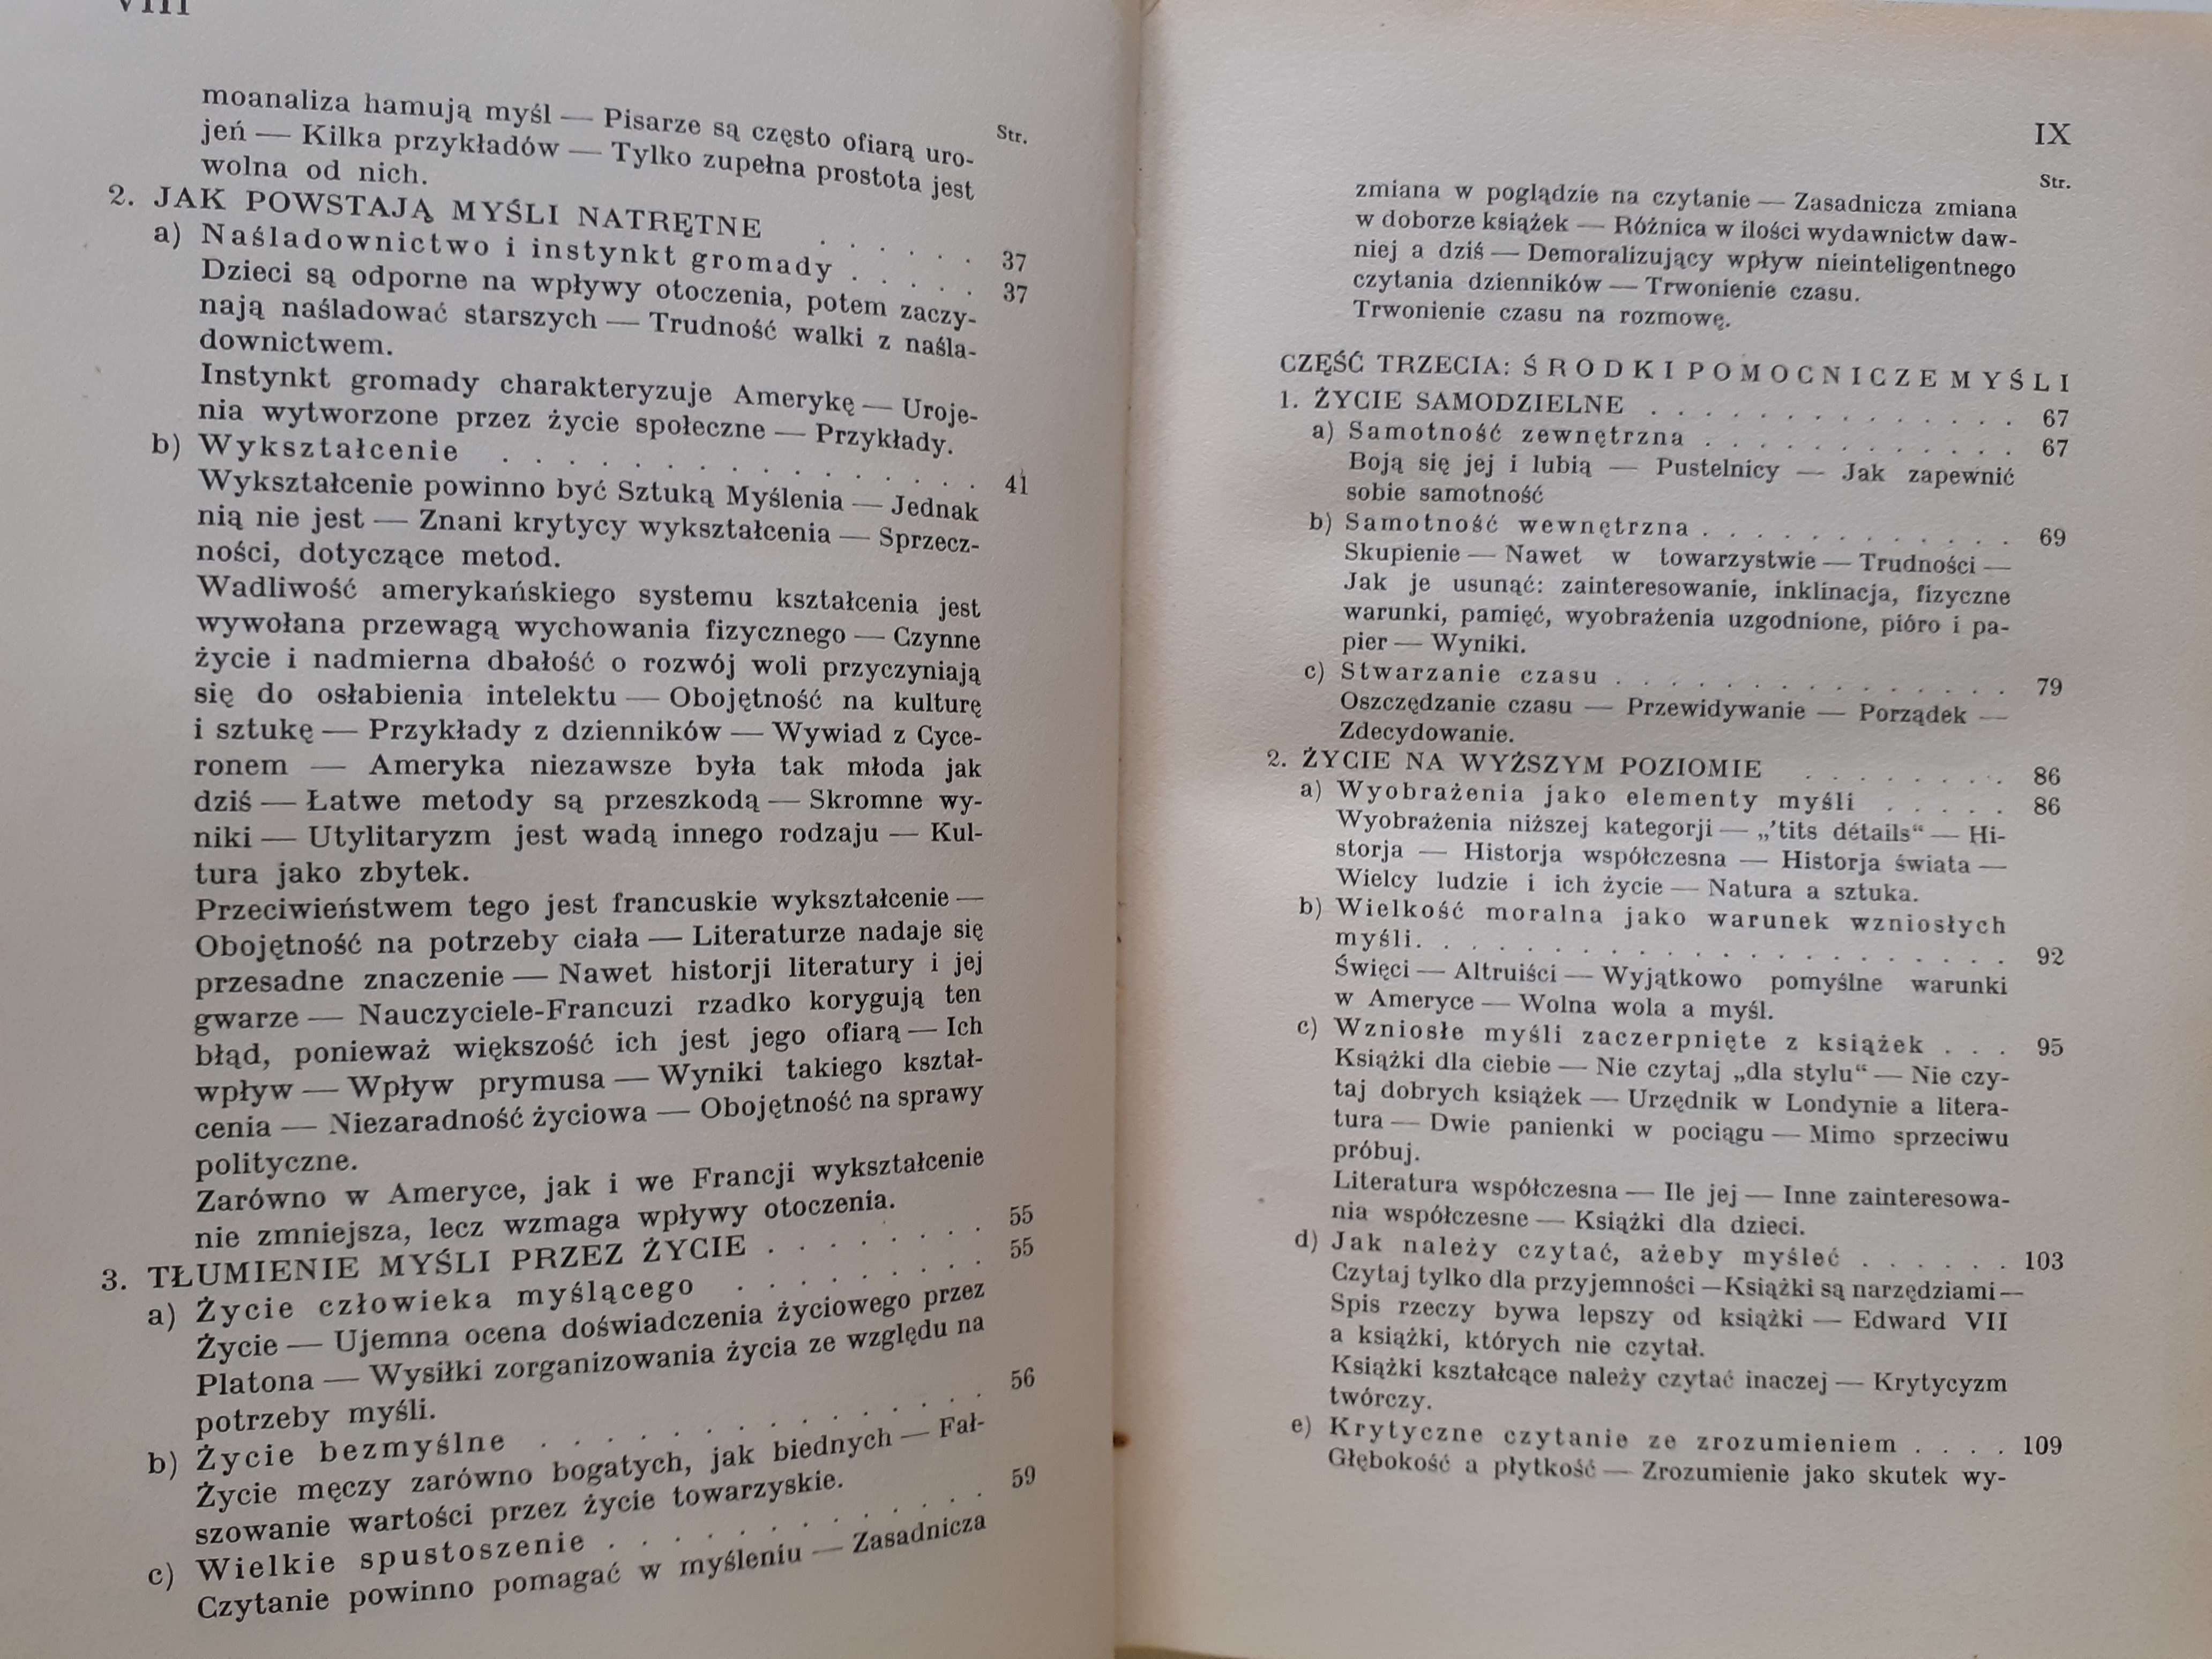 VIII
Str.
moanaliza hamują myśl — Pisarze są często ofiarą uro-
jeń — Kilka przykładów — Tylko zupełna prostota jest
wolna od nich.
2. JAK POWSTAJĄ MYŚLI NATRĘTNE . . . . . 37
a) Naśladownictwo i instynkt gromady . . . . 37
Dzieci są odporne na wpływy otoczenia, potem zaczy-
nają naśladować starszych — Trudność walki z naśla-
downictwem.
Instynkt gromady charakteryzuje Amerykę — Uroje-
nia wytworzone przez życie społeczne — Przykłady.
b) Wykształcenie . . . . . . . . . . . . . . 41
Wykształcenie powinno być Sztuką Myślenia — Jednak
nią nie jest — Znani krytycy wykształcenia — Sprzecz-
ności, dotyczące metod.
Wadliwość amerykańskiego systemu kształcenia jest
wywołana przewagą wychowania fizycznego — Czynne
życie i nadmierna dbałość o rozwój woli przyczyniają
się do osłabienia intelektu — Obojętność na kulturę
i sztukę — Przykłady z dzienników — Wywiad z Cyce-
ronem — Ameryka niezawsze była tak młoda jak
dziś — Łatwe metody są przeszkodą — Skromne wy-
niki — Utylitaryzm jest wadą innego rodzaju — Kul-
tura jako zbytek.
Przeciwieństwem tego jest francuskie wykształcenie —
Obojętność na potrzeby ciała — Literaturze nadaje się
przesadne znaczenie — Nawet historji literatury i jej
gwarze — Nauczyciele-Francuzi rzadko korygują ten
błąd, ponieważ większość ich jest jego ofiarą — Ich
wpływ — Wpływ prymusa — Wyniki takiego kształ-
cenia — Niezaradność życiowa — Obojętność na sprawy
polityczne.
Zarówno w Ameryce, jak i we Francji wykształcenie
nie zmniejsza, lecz wzmaga wpływy otoczenia.
3. TŁUMIENIE MYŚLI PRZEZ ŻYCIE . . . . . . . 55
a) Życie człowieka myślącego . . . . . . . . . 55
Życie — Ujemna ocena doświadczenia życiowego przez
Platona — Wysiłki zorganizowania życia ze względu na
potrzeby myśli.
b) Życie bezmyślne . . . . . . . . . . . . . 56
Życie męczy zarówno bogatych, jak biednych — Fał-
szowanie wartości przez życie towarzyskie.
c) Wielkie spustoszenie . . . . . . . . . . . 59
Czytanie powinno pomagać w myśleniu — Zasadnicza
IX
Str.
zmiana w poglądzie na czytanie — Zasadnicza zmiana
w doborze książek — Różnica w ilości wydawnictw daw-
niej a dziś — Demoralizujący wpływ nieinteligentnego
czytania dzienników — Trwonienie czasu.
Trwonienie czasu na rozmowę.
CZĘŚĆ TRZECIA: ŚRODKI POMOCNICZE MYŚLI
1. ŻYCIE SAMODZIELNE . . . . . . . . . . . . 67
a) Samotność zewnętrzna . . . . . . . . . . 67
Boją się jej i lubią — Pustelnicy — Jak zapewnić
sobie samotność
b) Samotność wewnętrzna . . . . . . . . . . . 69
Skupienie — Nawet w towarzystwie — Trudności —
Jak je usunąć: zainteresowanie, inklinacja, fizyczne
warunki, pamięć, wyobrażenia uzgodnione, pióro i pa-
pier — Wyniki.
c) Stwarzanie czasu . . . . . . . . . . . . . 79
Oszczędzanie czasu — Przewidywanie — Porządek —
Zdecydowanie.
2. ŻYCIE NA WYŻSZYM POZIOMIE . . . . . . . . 86
a) Wyobrażenia jako elementy myśli . . . . . 86
Wyobrażenia niższej kategorji — „'tits détails“ — Hi-
storja — Historja współczesna — Historja świata —
Wielcy ludzie i ich życie — Natura a sztuka.
b) Wielkość moralna jako warunek wzniosłych
myśli. . . . . . . . . . . . . . . . . . . 92
Święci — Altruiści — Wyjątkowo pomyślne warunki
w Ameryce — Wolna wola a myśl.
c) Wzniosłe myśli zaczerpnięte z książek . . . 95
Książki dla ciebie — Nie czytaj „dla stylu“ — Nie czy-
taj dobrych książek — Urzędnik w Londynie a litera-
tura — Dwie panienki w pociągu — Mimo sprzeciwu
próbuj.
Literatura współczesna — Ile jej — Inne zainteresowa-
nia współczesne — Książki dla dzieci.
d) Jak należy czytać, ażeby myśleć . . . . . . 103
Czytaj tylko dla przyjemności — Książki są narzędziami —
Spis rzeczy bywa lepszy od książki — Edward VII
a książki, których nie czytał.
Książki kształcące należy czytać inaczej — Krytycyzm
twórczy.
e) Krytyczne czytanie ze zrozumieniem . . . . 109
Głębokość a płytkość — Zrozumienie jako skutek wy-